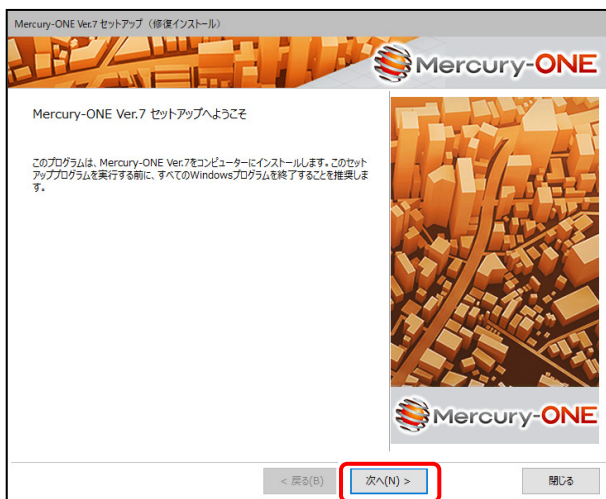 Mercury-ONE Ver.7 セットアップ（修復インストール）
Mercury-ONE
Mercury-ONE Ver.7 セットアップへようこそ
このプログラムは、Mercury-ONE Ver.7をコンピューターにインストールします。このセット
アッププログラムを実行する前に、すべてのWindowsプログラムを終了することを推奨しま
す。
Mercury-ONE
< 戻る(B)
次へ(N) >
閉じる